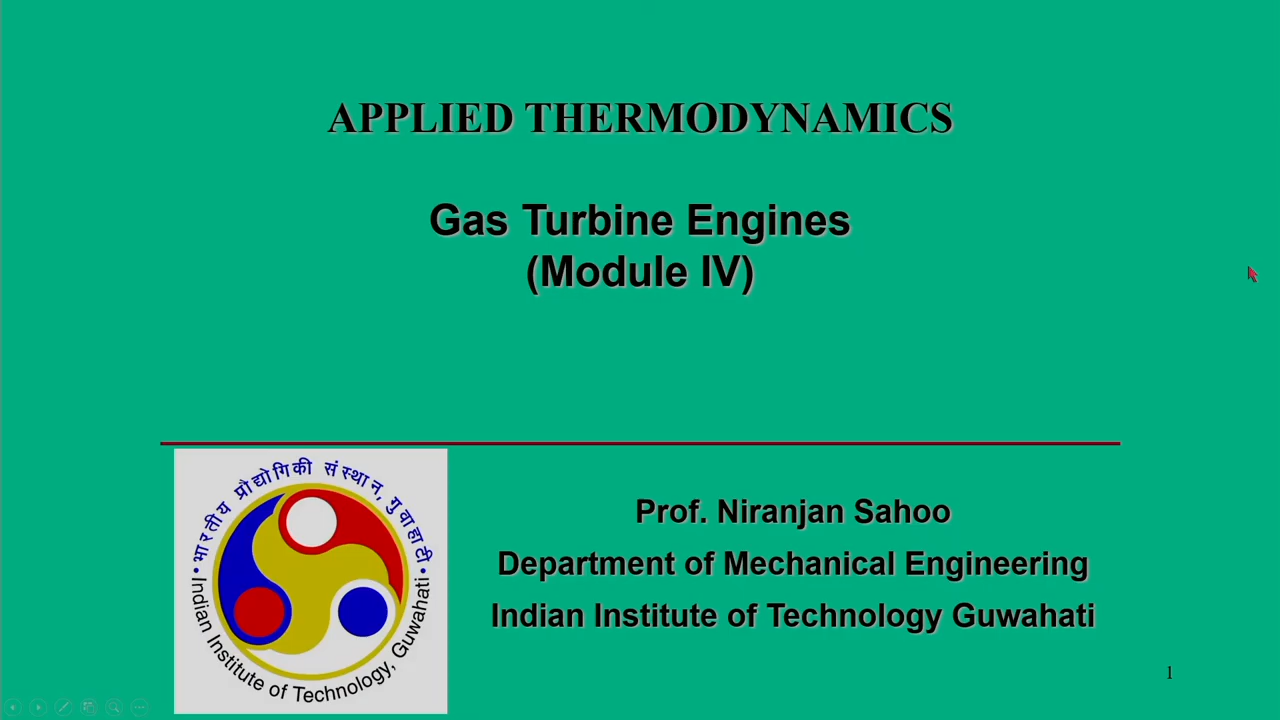 APPLIED THERMODYNAMICS
Gas Turbine Engines
(Module IV)
भारतीय प्रौद्योगिकी संस्थान, गुवाहाटी
Indian Institute of Technology, Guwahati
Prof. Niranjan Sahoo
Department of Mechanical Engineering
Indian Institute of Technology Guwahati
1